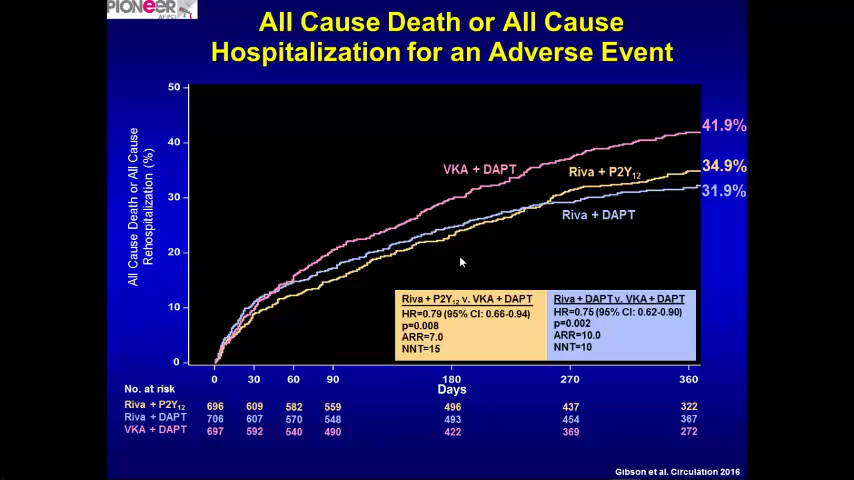 PIONEER
AF-PCI
All Cause Death or All Cause
Hospitalization for an Adverse Event
All Cause Death or All Cause
Rehospitalization (%)
50
40
30
20
10
0
41.9%
34.9%
31.9%
VKA + DAPT
Riva + P2Y12
Riva + DAPT
Riva + P2Y12 v. VKA + DAPT
HR=0.79 (95% CI: 0.66-0.94)
p=0.008
ARR=7.0
NNT=15
Riva + DAPT v. VKA + DAPT
HR=0.75 (95% CI: 0.62-0.90)
p=0.002
ARR=10.0
NNT=10
0 30 60 90 180 270 360
Days
No. at risk
Riva + P2Y12 696 609 582 559 496 437 322
Riva + DAPT 706 607 570 548 493 454 367
VKA + DAPT 697 592 540 490 422 369 272
Gibson et al. Circulation 2016